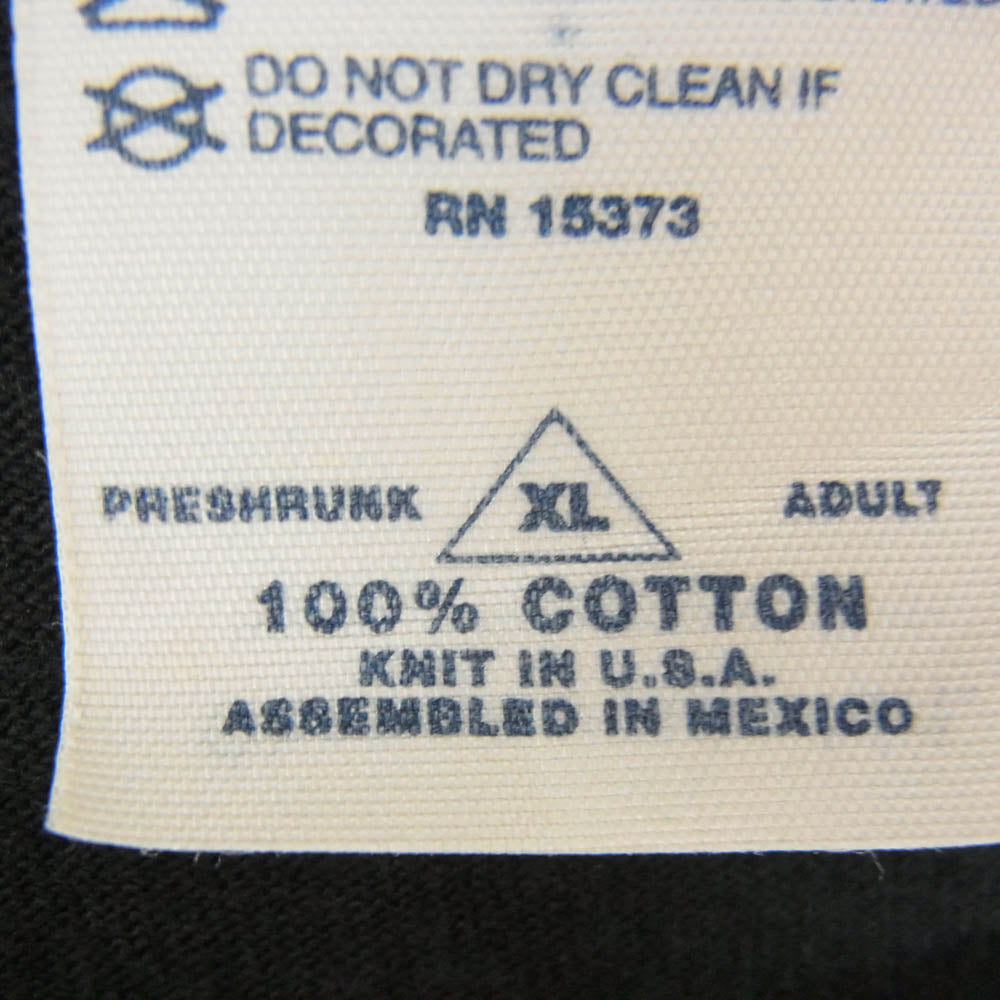 DO NOT DRY CLEAN IF
DECORATED
RN 15373
PRESHRUNK XL ADULT
100% COTTON
KNIT IN U.S.A.
ASSEMBLED IN MEXICO